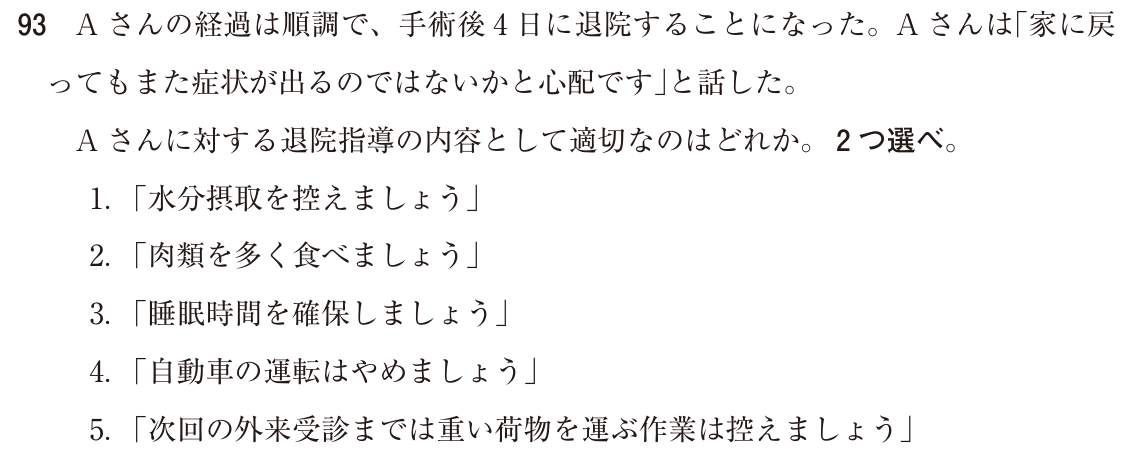 93 Aさんの経過は順調で、手術後4日に退院することになった。Aさんは「家に戻
ってもまた症状が出るのではないかと心配です」と話した。
Aさんに対する退院指導の内容として適切なのはどれか。2つ選べ。
1. 「水分摂取を控えましょう」
2. 「肉類を多く食べましょう」
3. 「睡眠時間を確保しましょう」
4. 「自動車の運転はやめましょう」
5. 「次回の外来受診までは重い荷物を運ぶ作業は控えましょう」